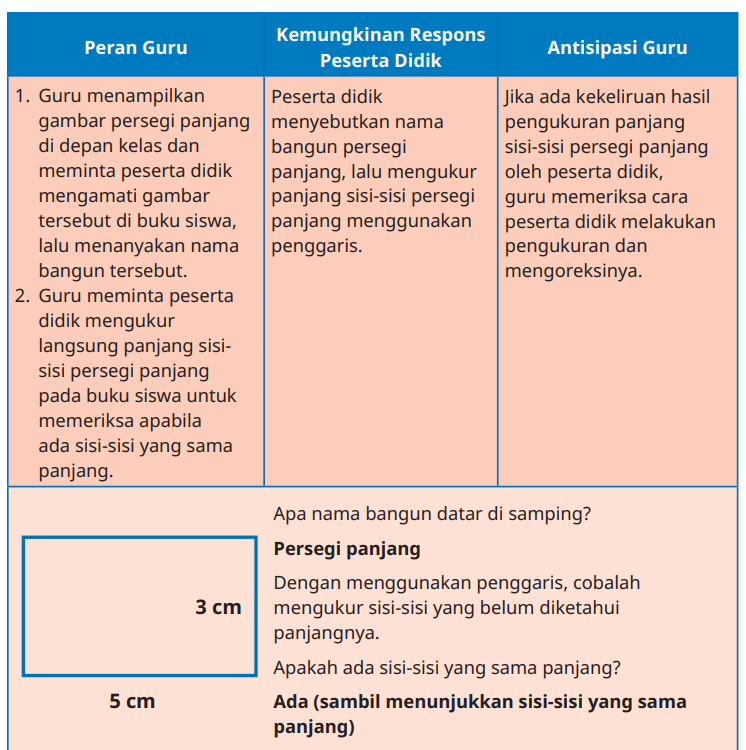 Peran Guru
Kemungkinan Respons
Peserta Didik
Antisipasi Guru
1. Guru menampilkan
gambar persegi panjang
di depan kelas dan
meminta peserta didik
mengamati gambar
tersebut di buku siswa,
lalu menanyakan nama
bangun tersebut.
2. Guru meminta peserta
didik mengukur
langsung panjang sisi-
sisi persegi panjang
pada buku siswa untuk
memeriksa apabila
ada sisi-sisi yang sama
panjang.
Peserta didik
menyebutkan nama
bangun persegi
panjang, lalu mengukur
panjang sisi-sisi persegi
panjang menggunakan
penggaris.
Jika ada kekeliruan hasil
pengukuran panjang
sisi-sisi persegi panjang
oleh peserta didik,
guru memeriksa cara
peserta didik melakukan
pengukuran dan
mengoreksinya.
3 cm
5 cm
Apa nama bangun datar di samping?
Persegi panjang
Dengan menggunakan penggaris, cobalah
mengukur sisi-sisi yang belum diketahui
panjangnya.
Apakah ada sisi-sisi yang sama panjang?
Ada (sambil menunjukkan sisi-sisi yang sama
panjang)